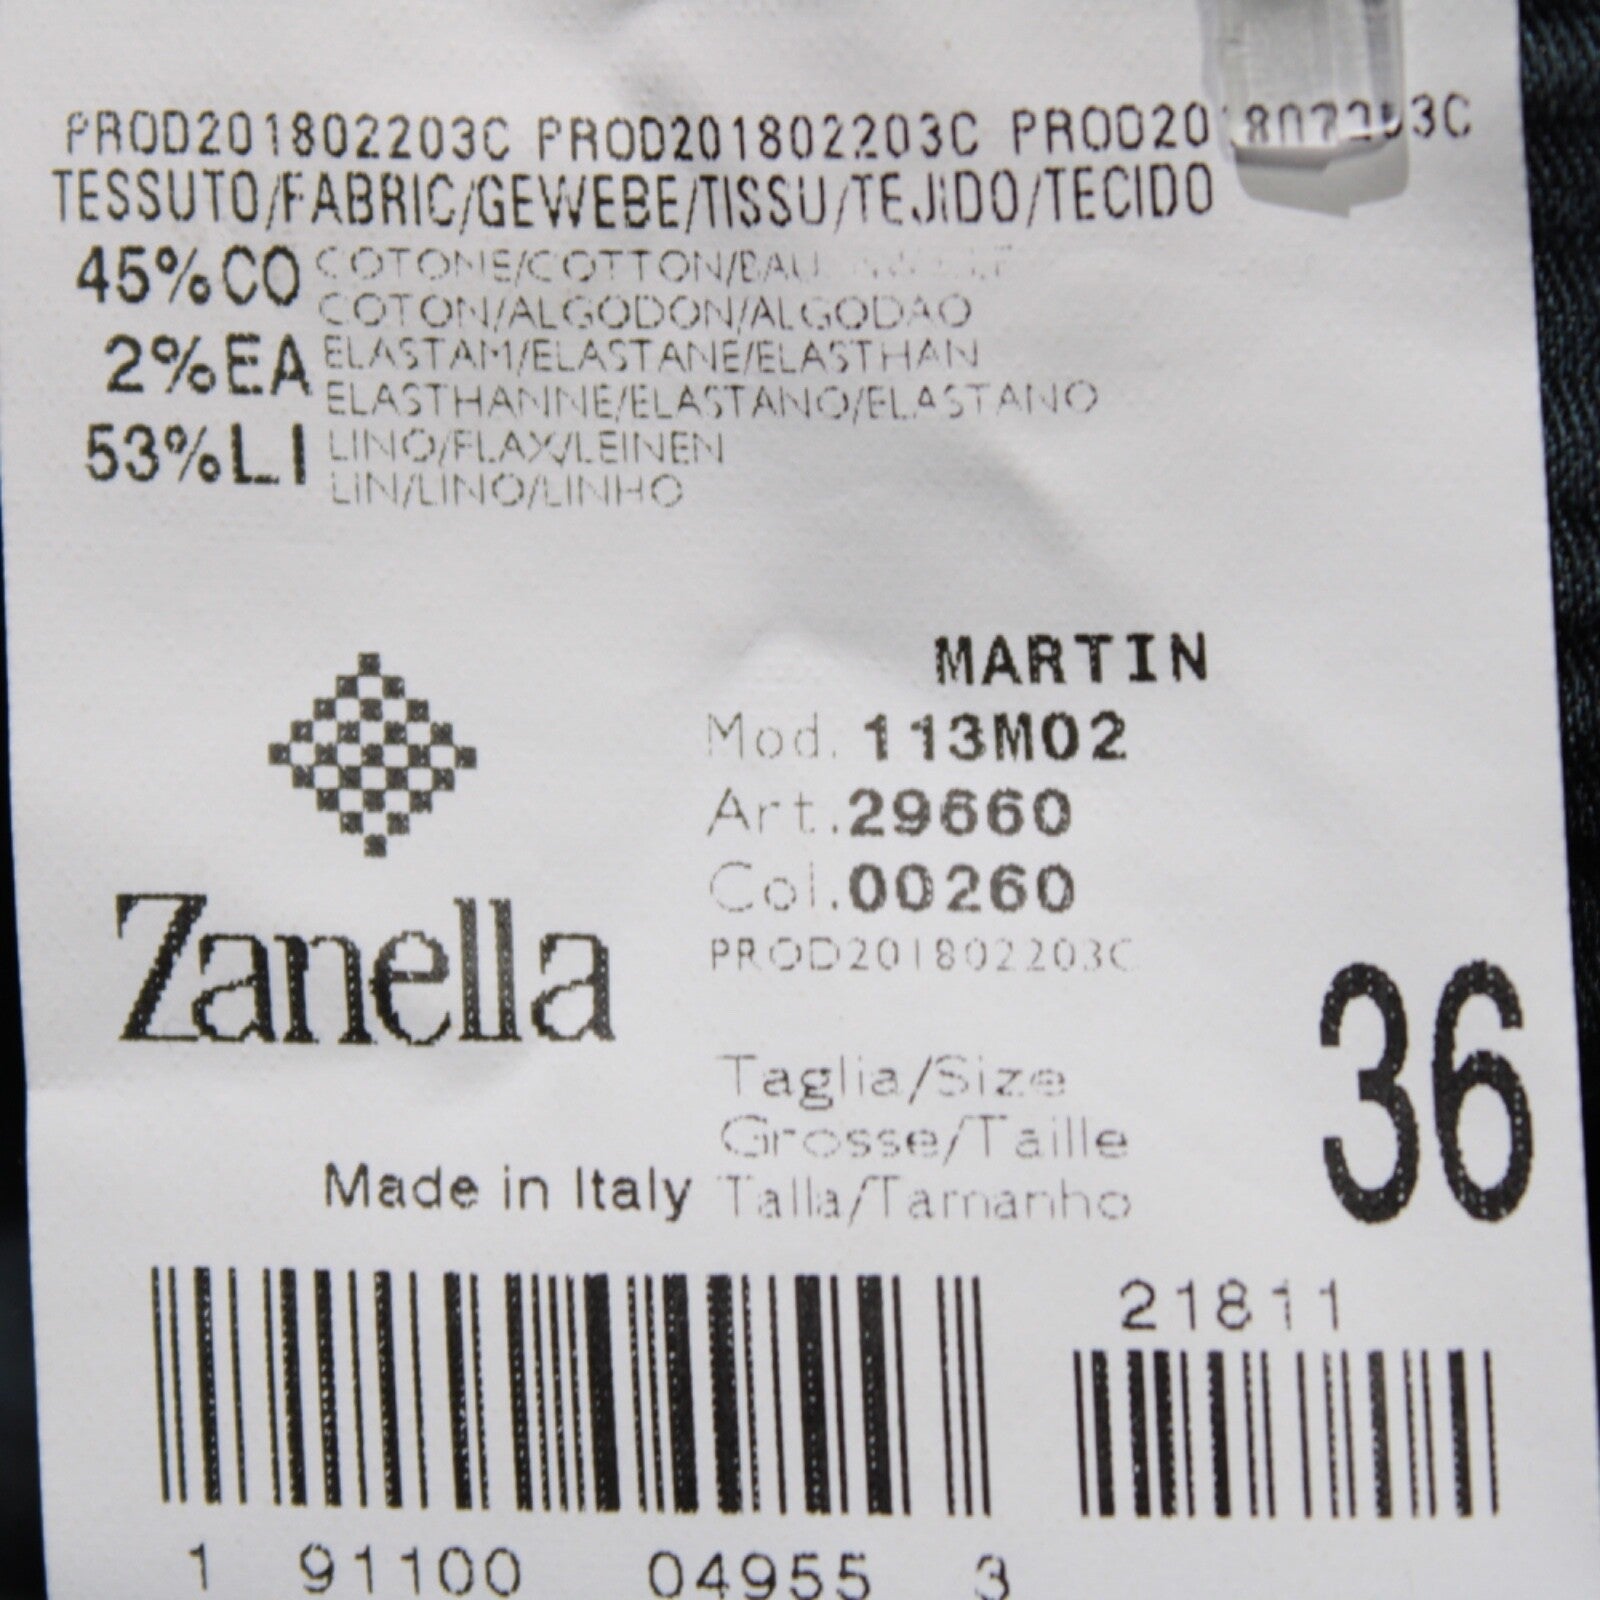 PROD201802203C PROD201802203C PROD201802203C
TESSUTO/FABRIC/GEWEBE/TISSU/TEJIDO/TECIDO
45%CO COTONE/COTTON/
COTON/ALGODON/ALGODAO
2%EA ELASTAM/ELASTANE/ELASTHAN
ELASTHANNE/ELASTANO/ELASTANO
53%LI LINO/FLAX/LEINEN
LIN/LINO/LINHO
MARTIN
Mod. 113M02
Art.29660
Col.00260
PROD201802203C
Zanella
36
Taglia/Size
Grosse/Taille
Made in Italy Talla/Tamanho
21811
1 91100 04955 3